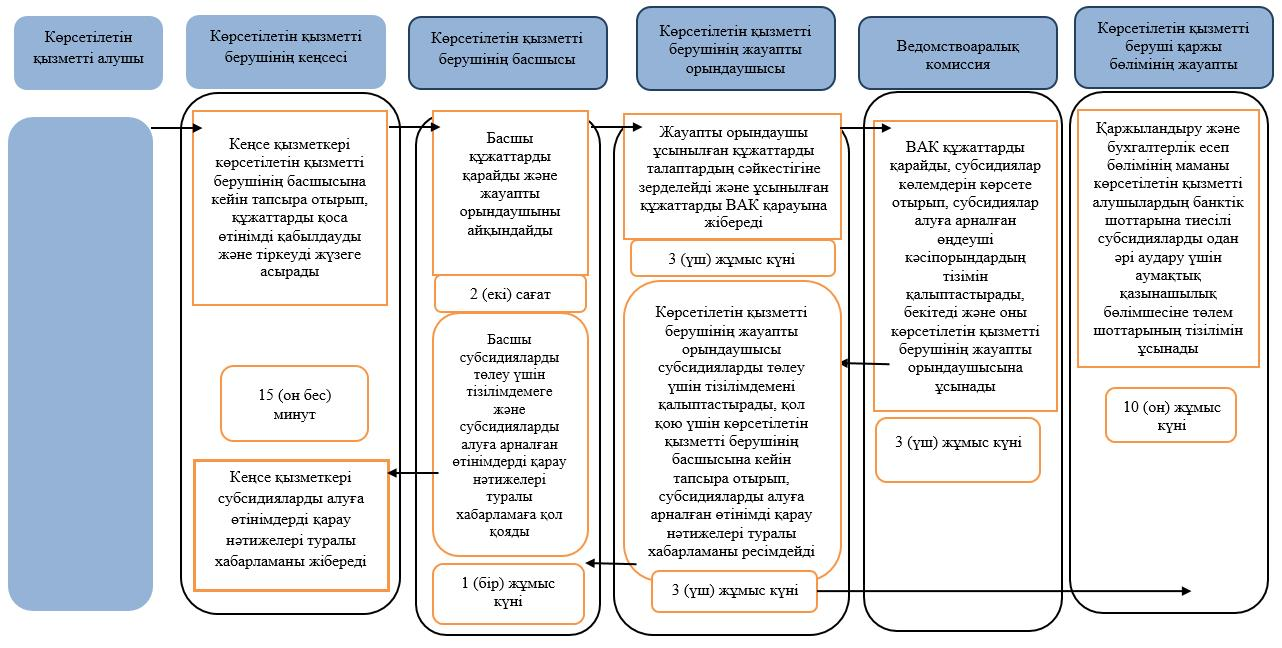 Көрсетілетін
қызметті алушы
Көрсетілетін қызметті
берушінің кеңсесі
Көрсетілетін қызметті
берушінің басшысы
Көрсетілетін қызметті
берушінің жауапты
орындаушысы
Ведомствоаралық
комиссия
Көрсетілетін қызметті
беруші қаржы
бөлімінің жауапты
Кеңсе қызметкері
көрсетілетін қызметті
берушінің басшысына
кейін тапсыра отырып,
құжаттарды қоса
өтінімді қабылдауды
және тіркеуді жүзеге
асырады
15 (он бес)
минут
Кеңсе қызметкері
субсидияларды алуға
өтінімдерді қарау
нәтижелері туралы
хабарламаны жібереді
Басшы
құжаттарды
қарайды және
жауапты
орындаушыны
айқындайды
2 (екі) сағат
Басшы
субсидияларды
төлеу үшін
тізілімдемеге
және
субсидияларды
алуға арналған
өтінімдерді қарау
нәтижелері
туралы
хабарламаға қол
қояды
1 (бір) жұмыс
күні
Жауапты орындаушы
ұсынылған құжаттарды
талаптардың сәйкестігіне
зерделейді және ұсынылған
құжаттарды ВАК қарауына
жібереді
3 (үш) жұмыс күні
Көрсетілетін қызметті
берушінің жауапты
орындаушысы
субсидияларды төлеу
үшін тізілімдемені
қалыптастырады, қол
қою үшін көрсетілетін
қызметті берушінің
басшысына кейін
тапсыра отырып,
субсидияларды алуға
арналған өтінімді қарау
нәтижелері туралы
хабарламаны ресімдейді
3 (үш) жұмыс күні
ВАК құжаттарды
қарайды, субсидиялар
көлемдерін көрсете
отырып, субсидиялар
алуға арналған
өңдеуші
кәсіпорындардың
тізімін
қалыптастырады,
бекітеді және оны
көрсетілетін қызметті
берушінің жауапты
орындаушысына
ұсынады
3 (үш) жұмыс күні
Қаржыландыру және
бухгалтерлік есеп
бөлімінің маманы
көрсетілетін қызметті
алушылардың банктік
шоттарына тиесілі
субсидияларды одан
әрі аудару үшін
аумақтық
қазынашылық
бөлімшесіне төлем
шоттарының тізілімін
ұсынады
10 (он) жұмыс
күні